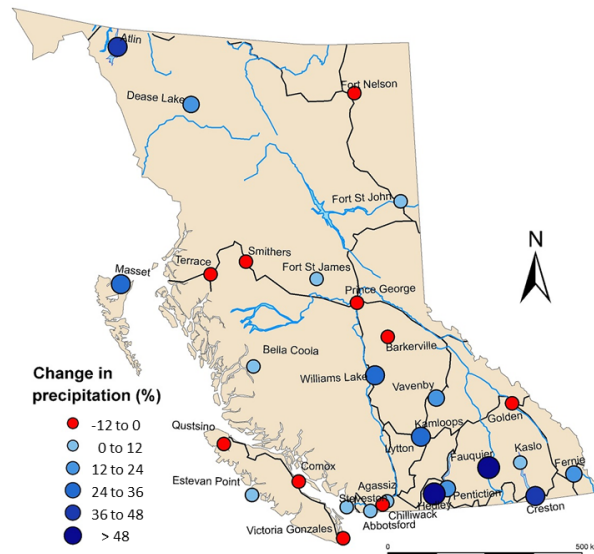 Atlin
Dease Lake
Fort Nelson
Fort St John
N
Masset
Terrace
Smithers
Fort St James
Prince George
Barkerville
Bella Coola
Williams Lake
Vavenby
Golden
Kamloops
Lytton
Fauquier
Kaslo
Fernie
Change in
precipitation (%)
-12 to 0
0 to 12
12 to 24
24 to 36
36 to 48
> 48
Qustsino
Comox
Estevan Point
Agassiz
Steveston
Chilliwack
Hedley
Pentiction
Creston
Abbotsford
Victoria Gonzales
0
500 k